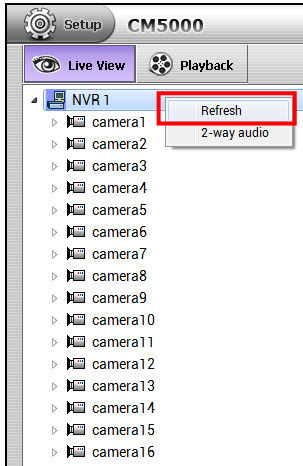 Setup CM5000
Live View Playback
NVR 1
Refresh
camera1
2-way audio
camera2
camera3
camera4
camera5
camera6
camera7
camera8
camera9
camera10
camera11
camera12
camera13
camera14
camera15
camera16